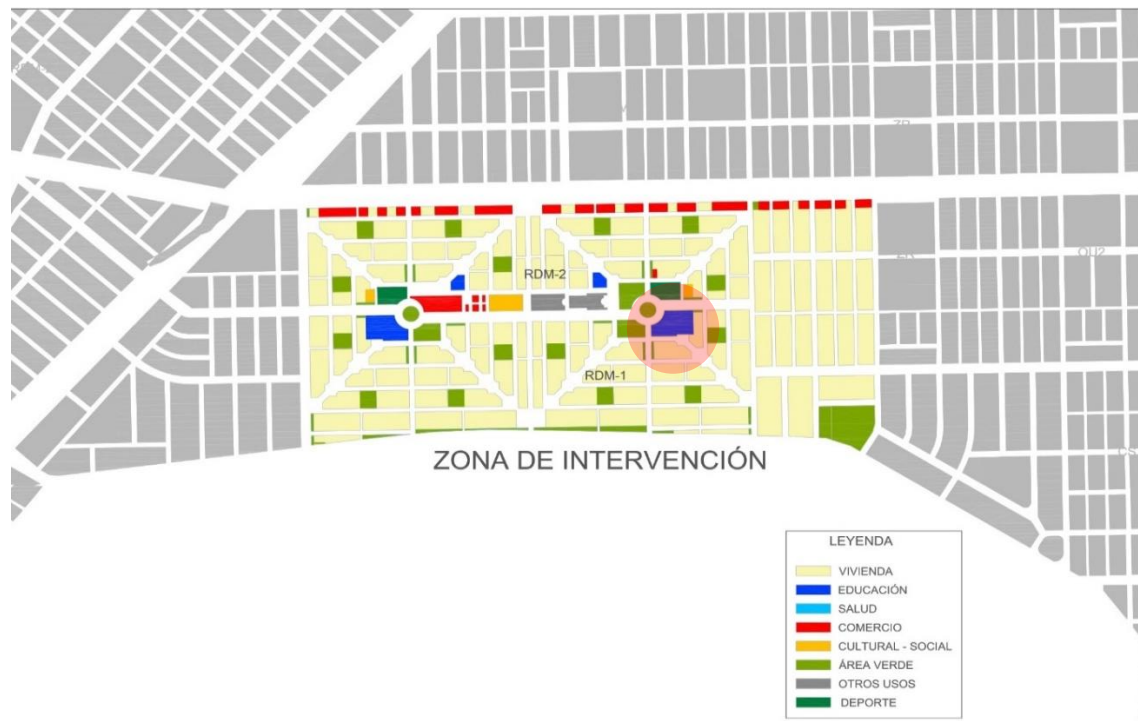 RDM-2
RDM-1
ZONA DE INTERVENCIÓN
OU2
LEYENDA
VIVIENDA
EDUCACIÓN
SALUD
COMERCIO
CULTURAL - SOCIAL
ÁREA VERDE
OTROS USOS
DEPORTE